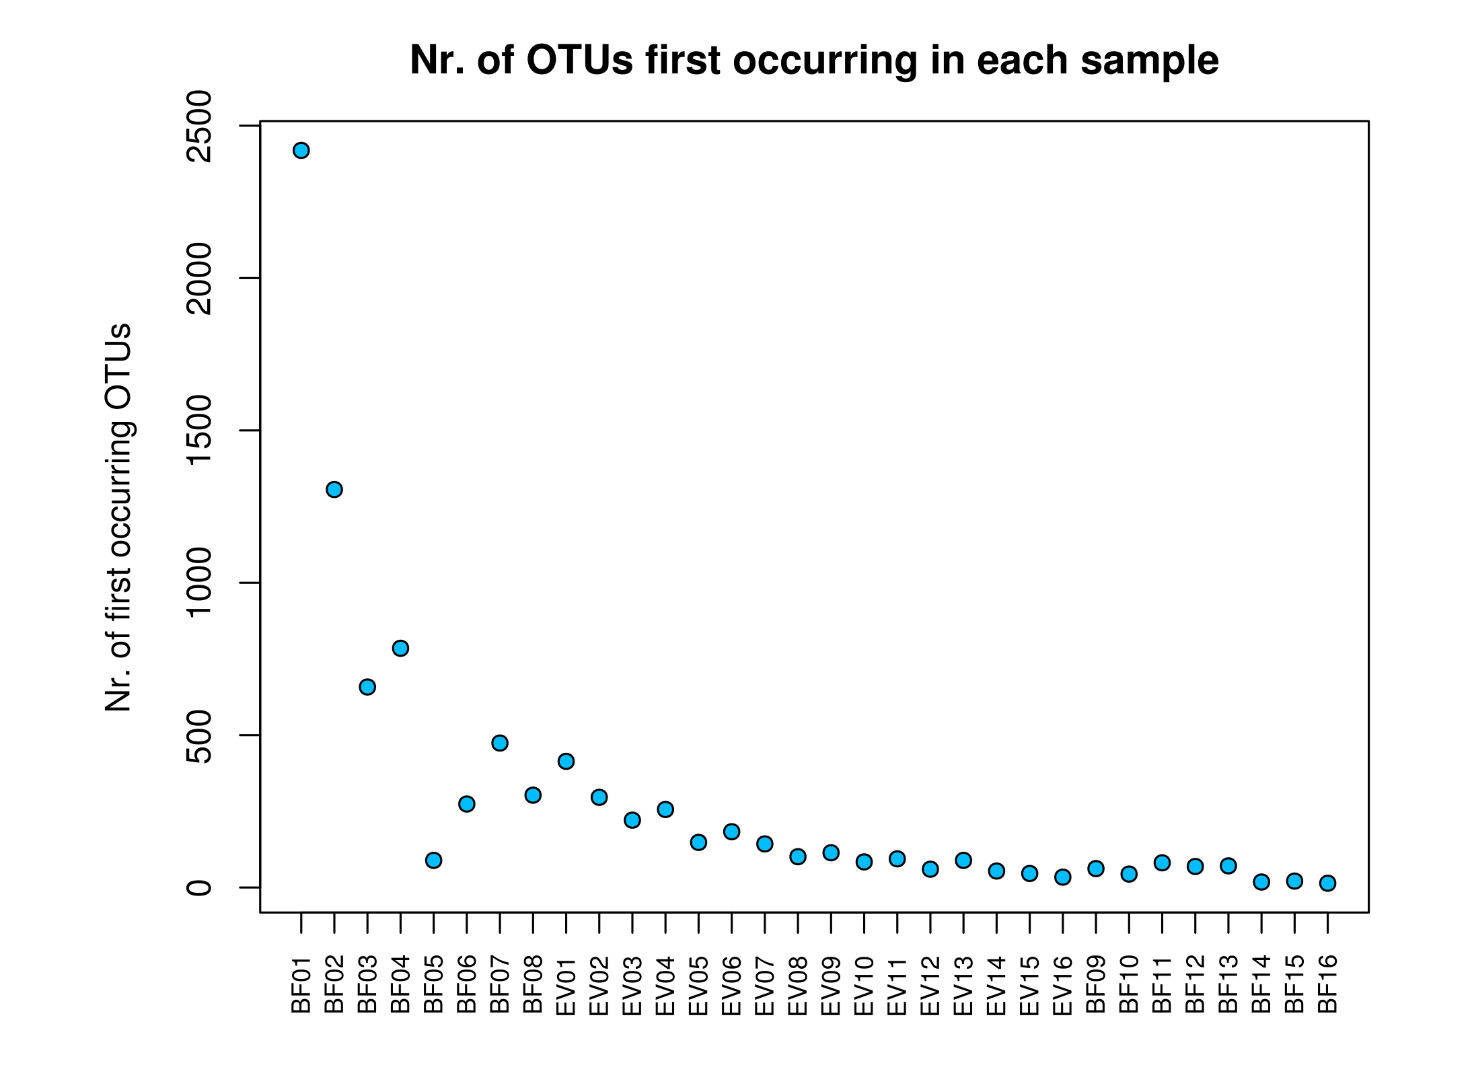 Nr. of OTUs first occurring in each sample
Nr. of first occurring OTUs
2500
2000
1500
1000
500
0
BF01
BF02
BF03
BF04
BF05
BF06
BF07
BF08
EV01
EV02
EV03
EV04
EV05
EV06
EV07
EV08
EV09
EV10
EV11
EV12
EV13
EV14
EV15
EV16
BF09
BF10
BF11
BF12
BF13
BF14
BF15
BF16